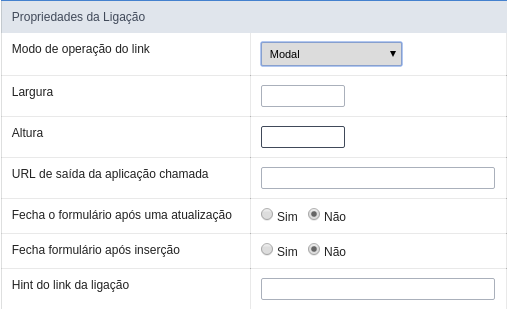 Propriedades da Ligação
Modo de operação do link
Modal
Largura
Altura
URL de saída da aplicação chamada
Fecha o formulário após uma atualização
Sim Não
Fecha formulário após inserção
Sim Não
Hint do link da ligação